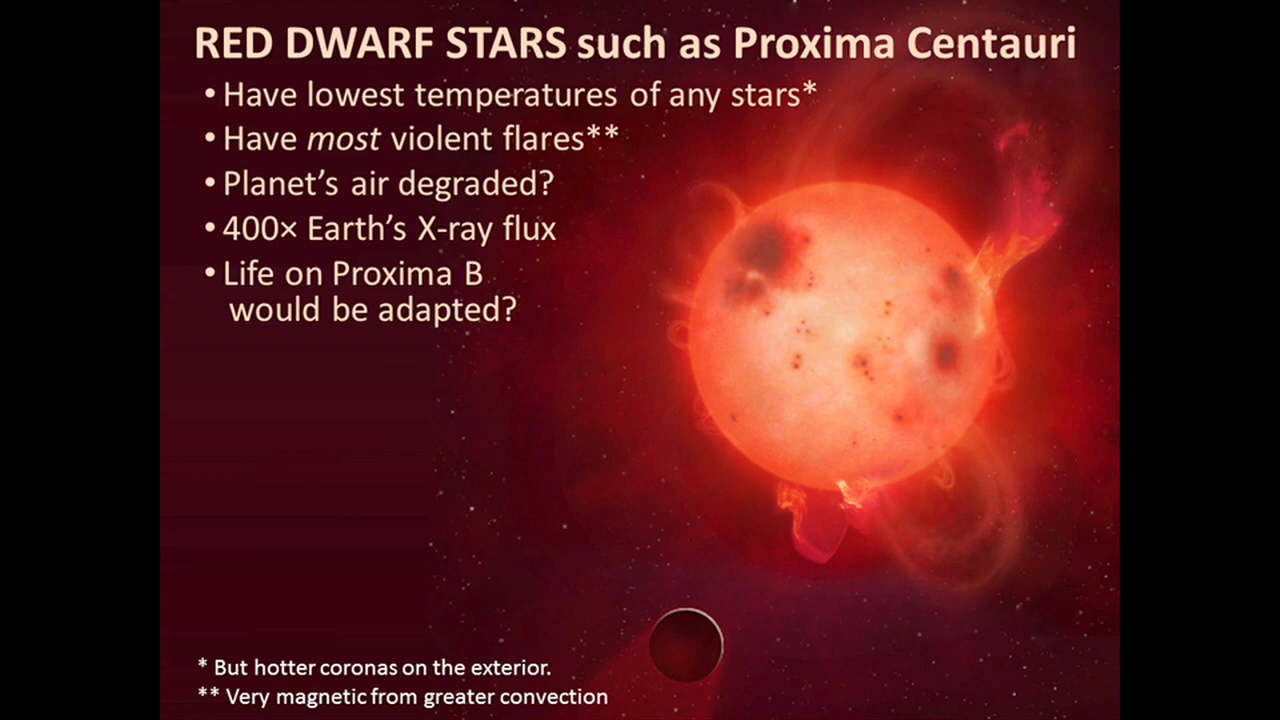 RED DWARF STARS such as Proxima Centauri
• Have lowest temperatures of any stars*
• Have most violent flares**
• Planet’s air degraded?
• 400× Earth’s X-ray flux
• Life on Proxima B
would be adapted?
* But hotter coronas on the exterior.
** Very magnetic from greater convection